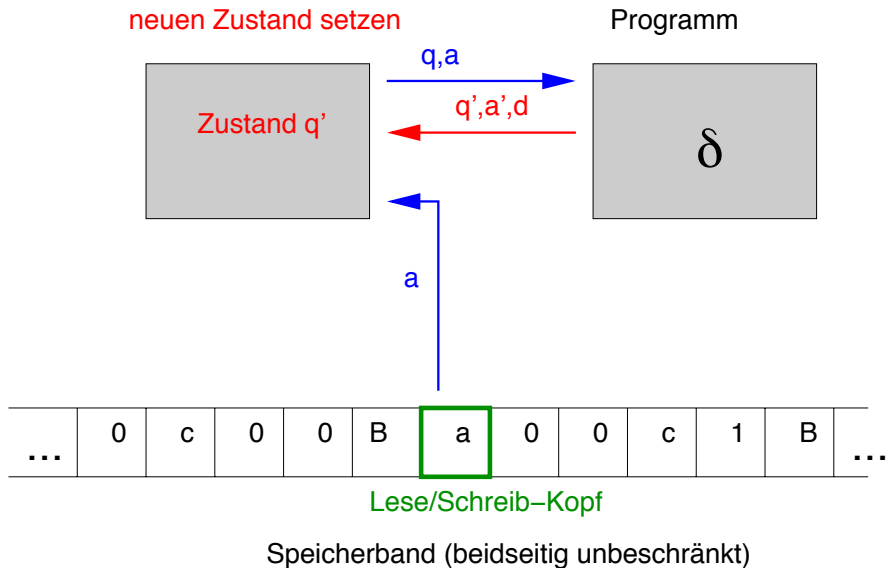 neuen Zustand setzen
Programm
q,a
q',a',d
Zustand q'
δ
a
... 0 c 0 0 B a 0 0 c 1 B ...
Lese/Schreib–Kopf
Speicherband (beidseitig unbeschränkt)